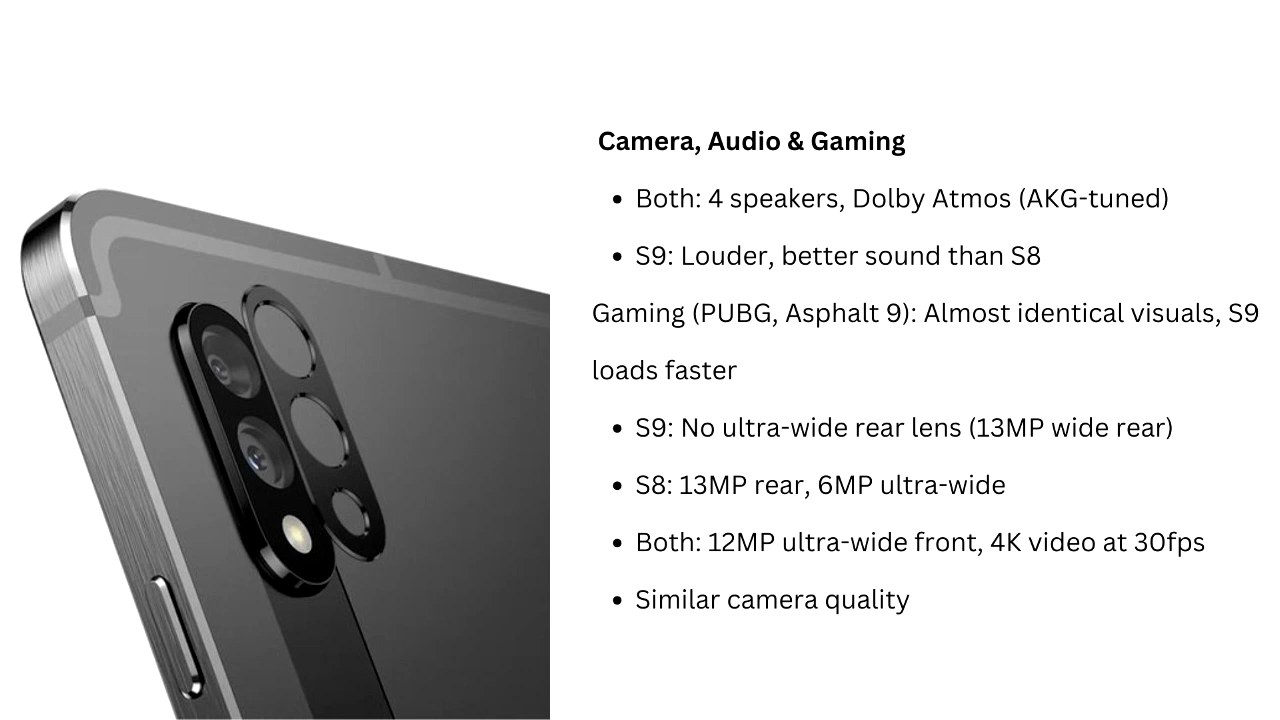 Camera, Audio & Gaming
• Both: 4 speakers, Dolby Atmos (AKG-tuned)
• S9: Louder, better sound than S8
Gaming (PUBG, Asphalt 9): Almost identical visuals, S9
loads faster
• S9: No ultra-wide rear lens (13MP wide rear)
• S8: 13MP rear, 6MP ultra-wide
• Both: 12MP ultra-wide front, 4K video at 30fps
• Similar camera quality